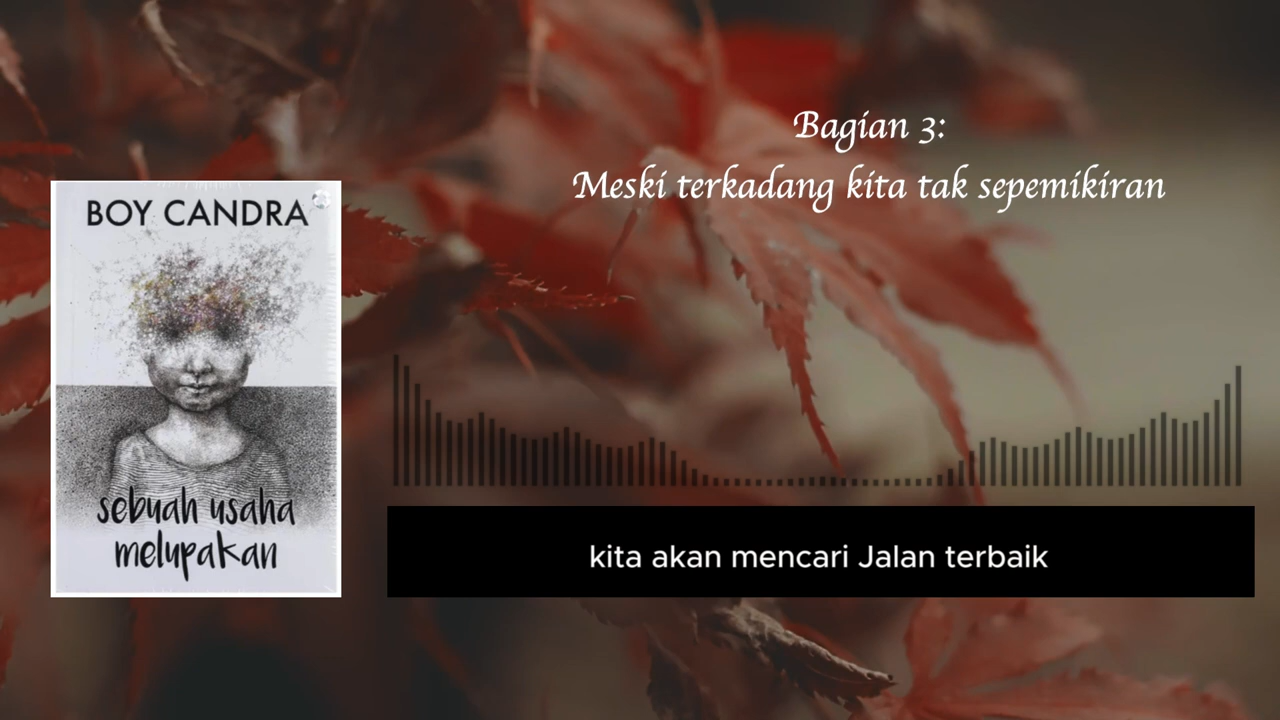 Bagian 3:
Meski terkadang kita tak sepemikiran
BOY CANDRA
sebuah usaha
melupakan
kita akan mencari Jalan terbaik